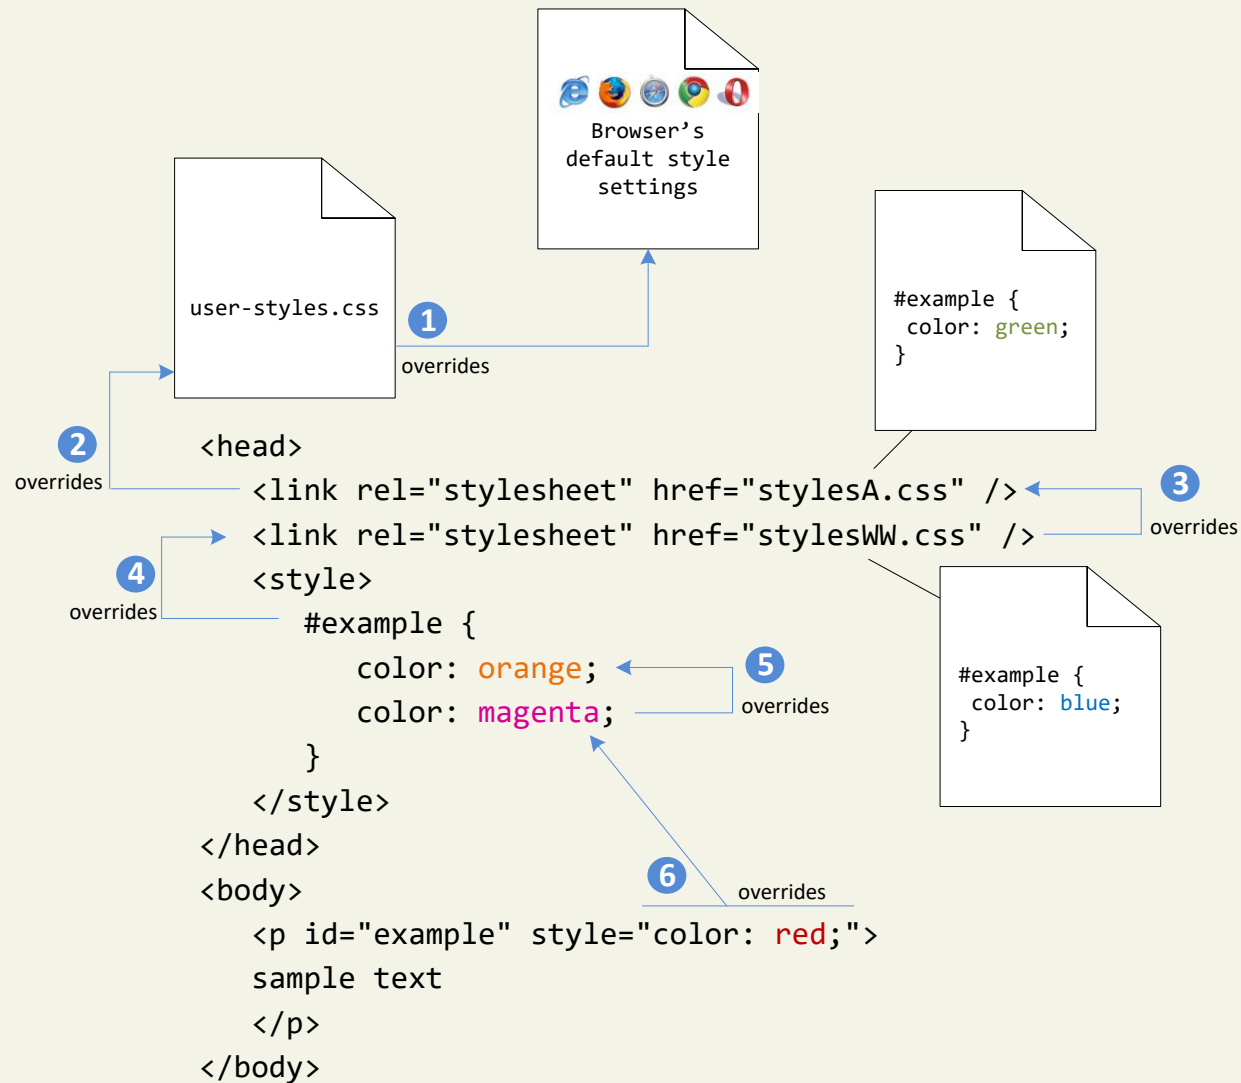 Browser’s
default style
settings
user-styles.css
1
overrides
#example {
color: green;
}
2
overrides
<head>
<link rel="stylesheet" href="stylesA.css" />
3
overrides
<link rel="stylesheet" href="stylesWW.css" />
4
overrides
<style>
#example {
color: orange;
5
overrides
color: magenta;
}
</style>
#example {
color: blue;
}
</head>
6
overrides
<body>
<p id="example" style="color: red;">
sample text
</p>
</body>